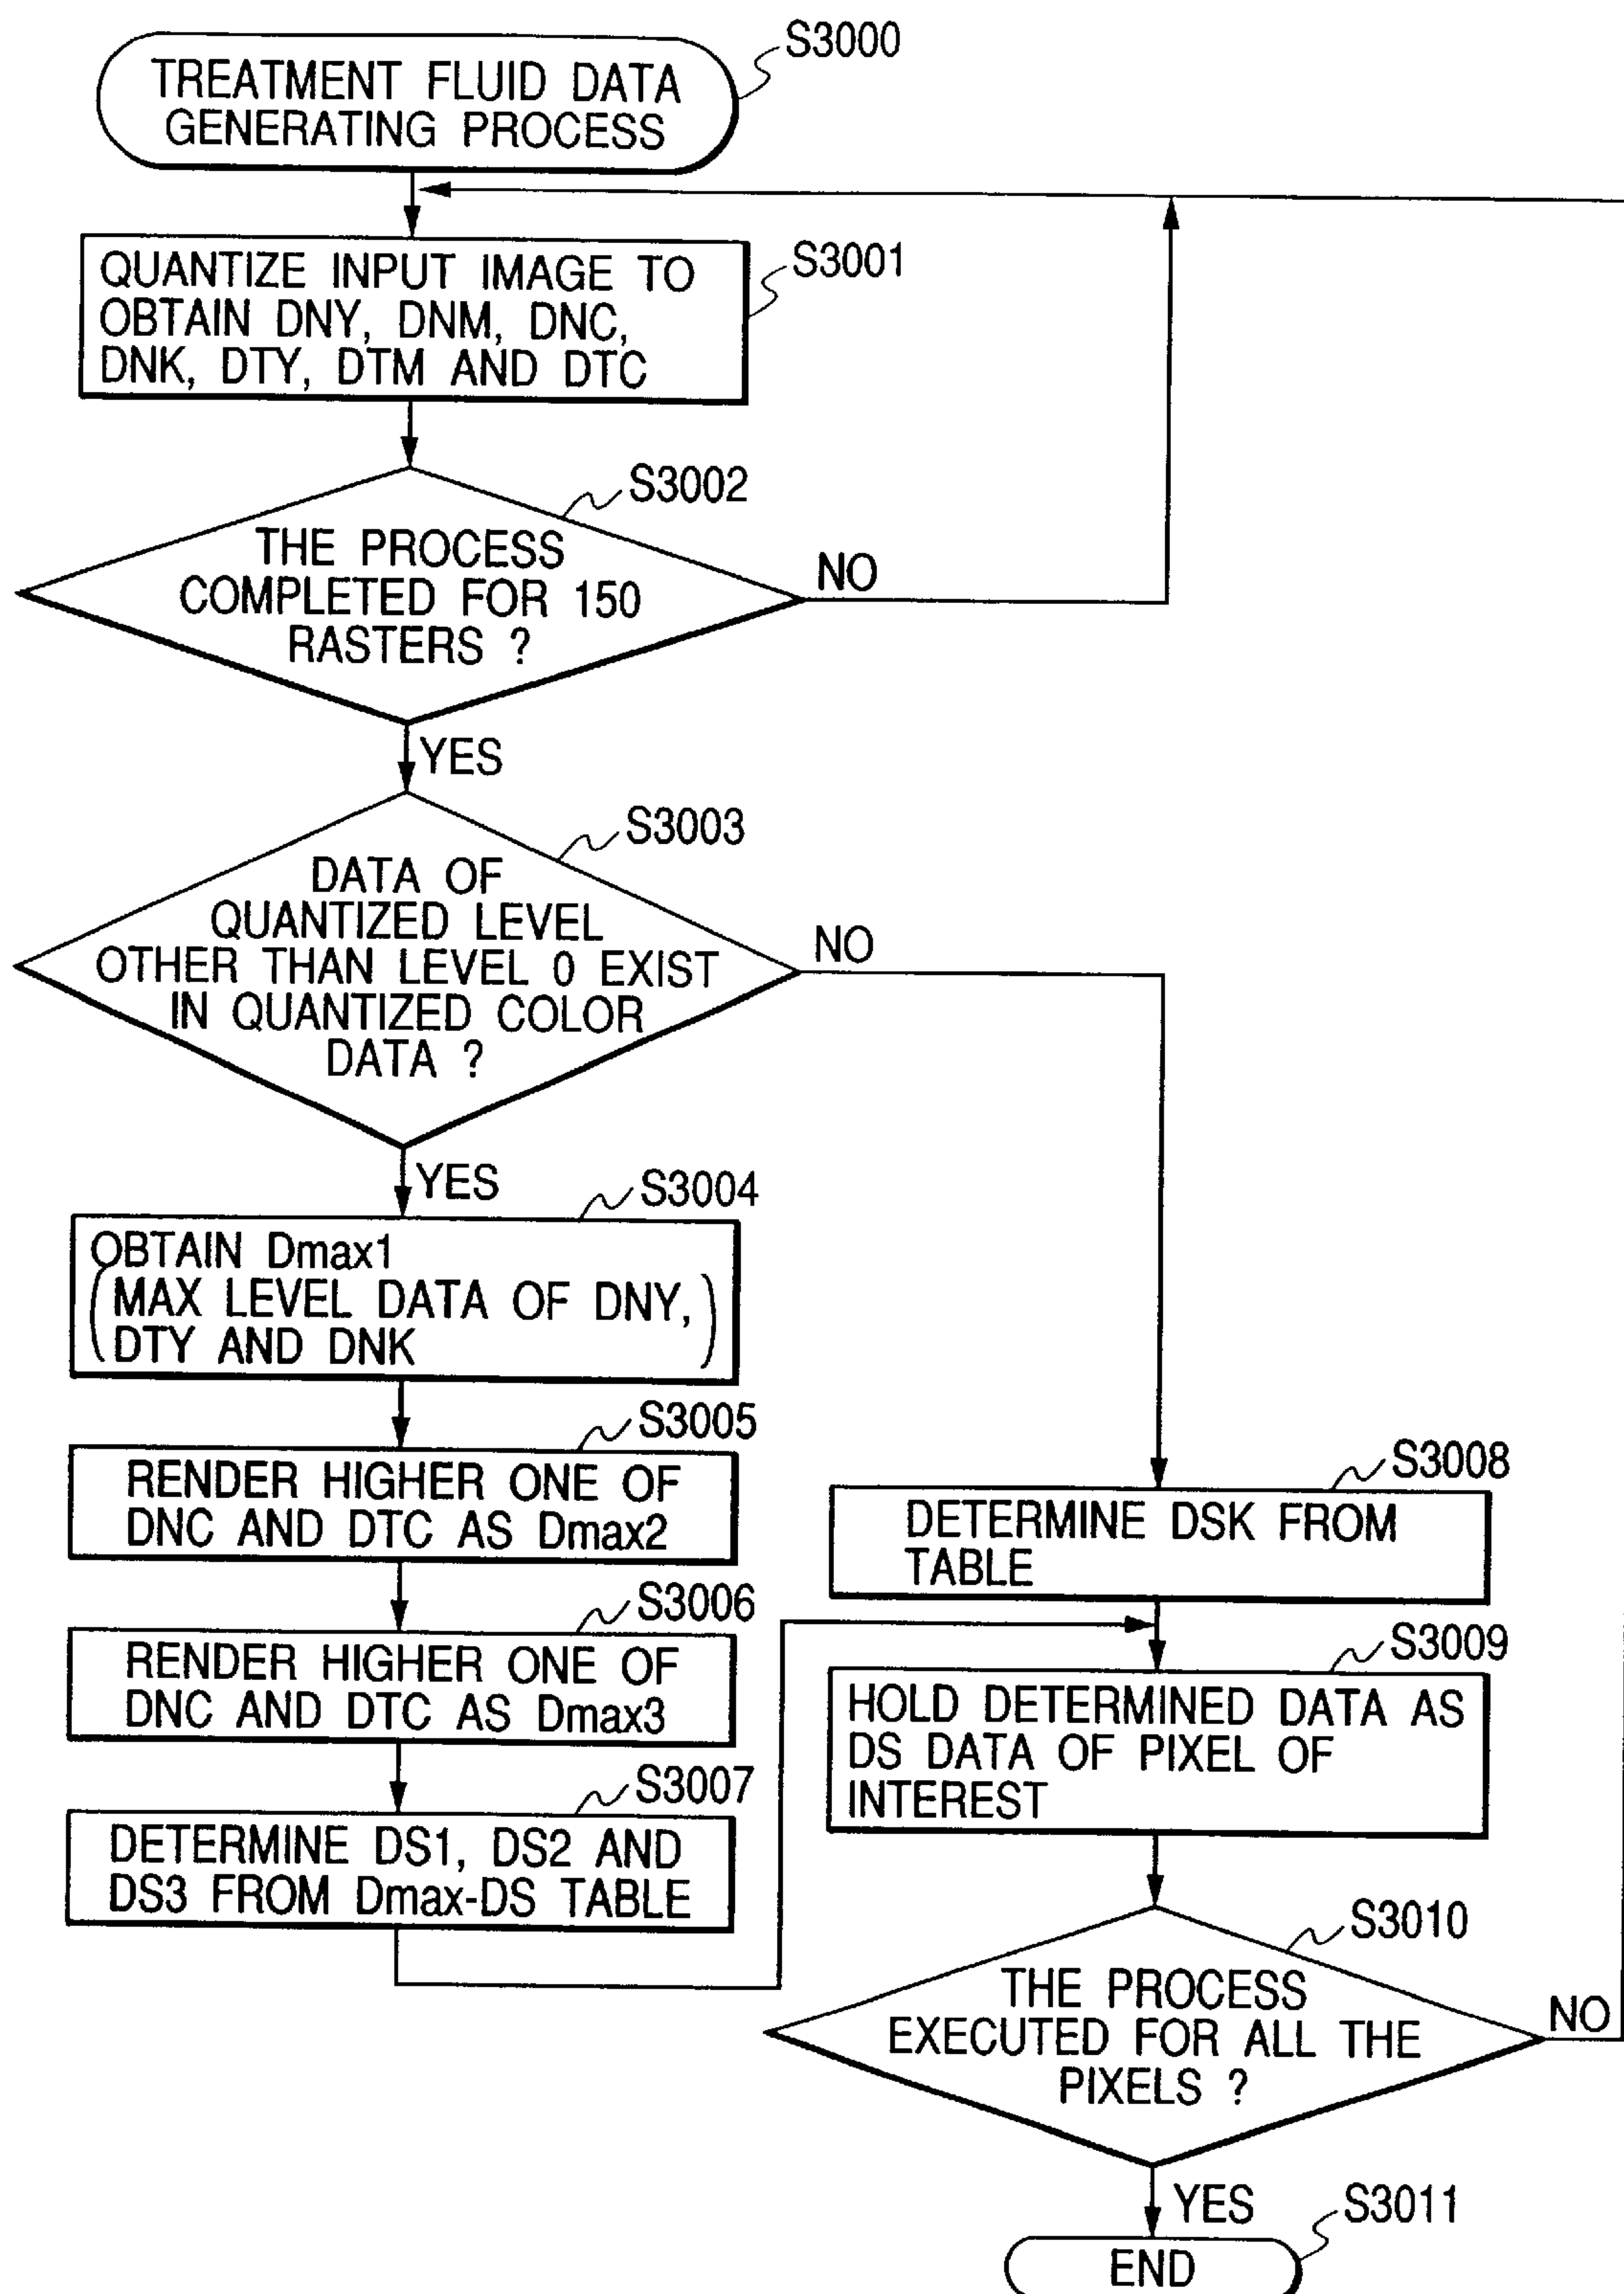 S3000
TREATMENT FLUID DATA
GENERATING PROCESS
S3001
QUANTIZE INPUT IMAGE TO
OBTAIN DNY, DNM, DNC,
DNK, DTY, DTM AND DTC
S3002
THE PROCESS
COMPLETED FOR 150
RASTERS ?
NO
YES
S3003
DATA OF
QUANTIZED LEVEL
OTHER THAN LEVEL 0 EXIST
IN QUANTIZED COLOR
DATA ?
NO
YES
S3004
OBTAIN Dmax1
(MAX LEVEL DATA OF DNY,
DTY AND DNK)
S3005
RENDER HIGHER ONE OF
DNC AND DTC AS Dmax2
S3006
RENDER HIGHER ONE OF
DNC AND DTC AS Dmax3
S3007
DETERMINE DS1, DS2 AND
DS3 FROM Dmax-DS TABLE
S3008
DETERMINE DSK FROM
TABLE
S3009
HOLD DETERMINED DATA AS
DS DATA OF PIXEL OF
INTEREST
S3010
THE PROCESS
EXECUTED FOR ALL THE
PIXELS ?
NO
YES
S3011
END